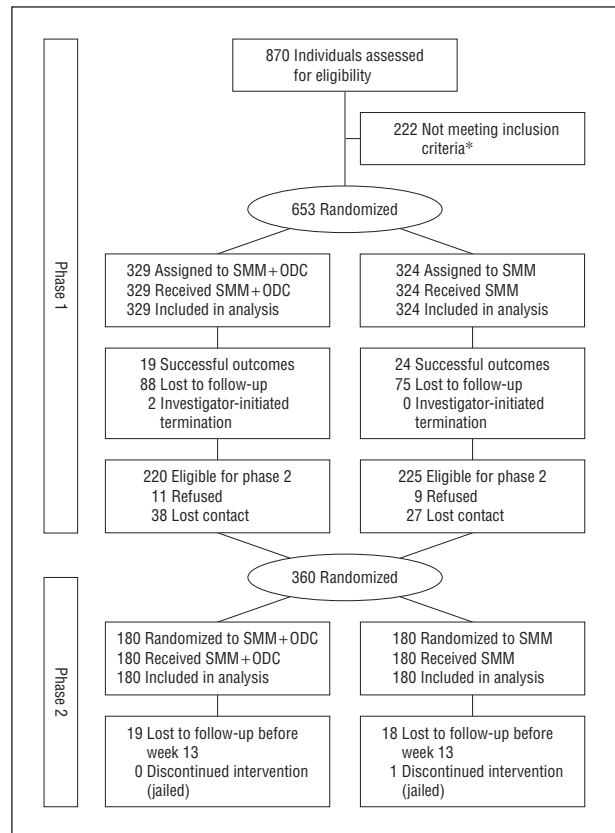 870 Individuals assessed
for eligibility
222 Not meeting inclusion
criteria*
653 Randomized
Phase 1
329 Assigned to SMM+ODC
329 Received SMM+ODC
329 Included in analysis
324 Assigned to SMM
324 Received SMM
324 Included in analysis
19 Successful outcomes
88 Lost to follow-up
2 Investigator-initiated
termination
24 Successful outcomes
75 Lost to follow-up
0 Investigator-initiated
termination
220 Eligible for phase 2
11 Refused
38 Lost contact
225 Eligible for phase 2
9 Refused
27 Lost contact
360 Randomized
Phase 2
180 Randomized to SMM+ODC
180 Received SMM+ODC
180 Included in analysis
180 Randomized to SMM
180 Received SMM
180 Included in analysis
19 Lost to follow-up before
week 13
0 Discontinued intervention
(jailed)
18 Lost to follow-up before
week 13
1 Discontinued intervention
(jailed)